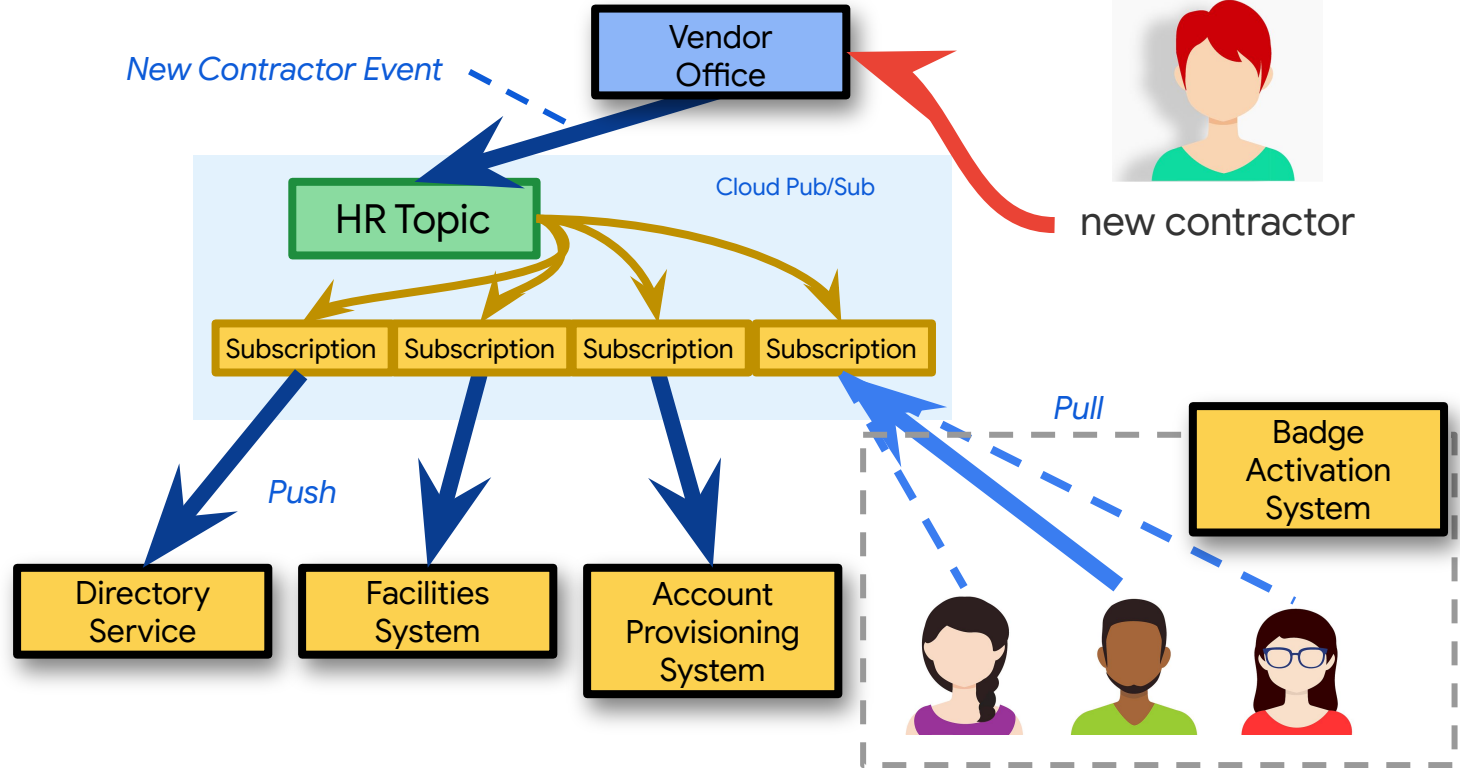 Vendor
Office
New Contractor Event
Cloud Pub/Sub
HR Topic
new contractor
Subscription
Subscription
Subscription
Subscription
Pull
Push
Badge
Activation
System
Directory
Service
Facilities
System
Account
Provisioning
System